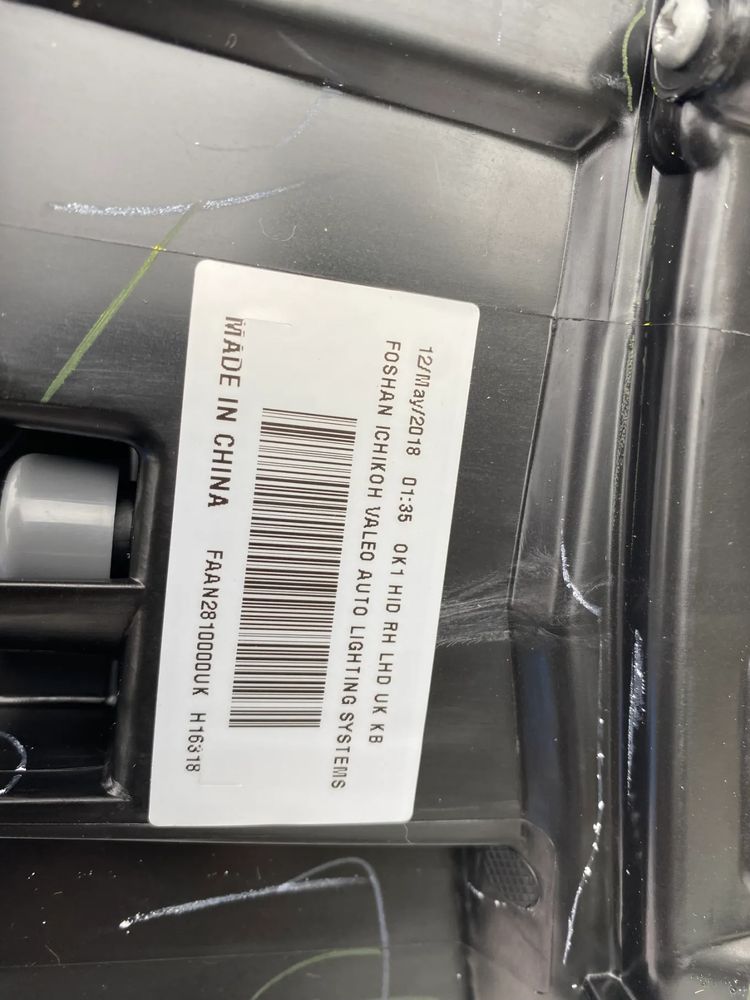 12/May/2018 01:35 OK1 HID RH LHD UK KB
FOSHAN ICHIKOH VALEO AUTO LIGHTING SYSTEMS
MADE IN CHINA FAAN2810000UK H16318